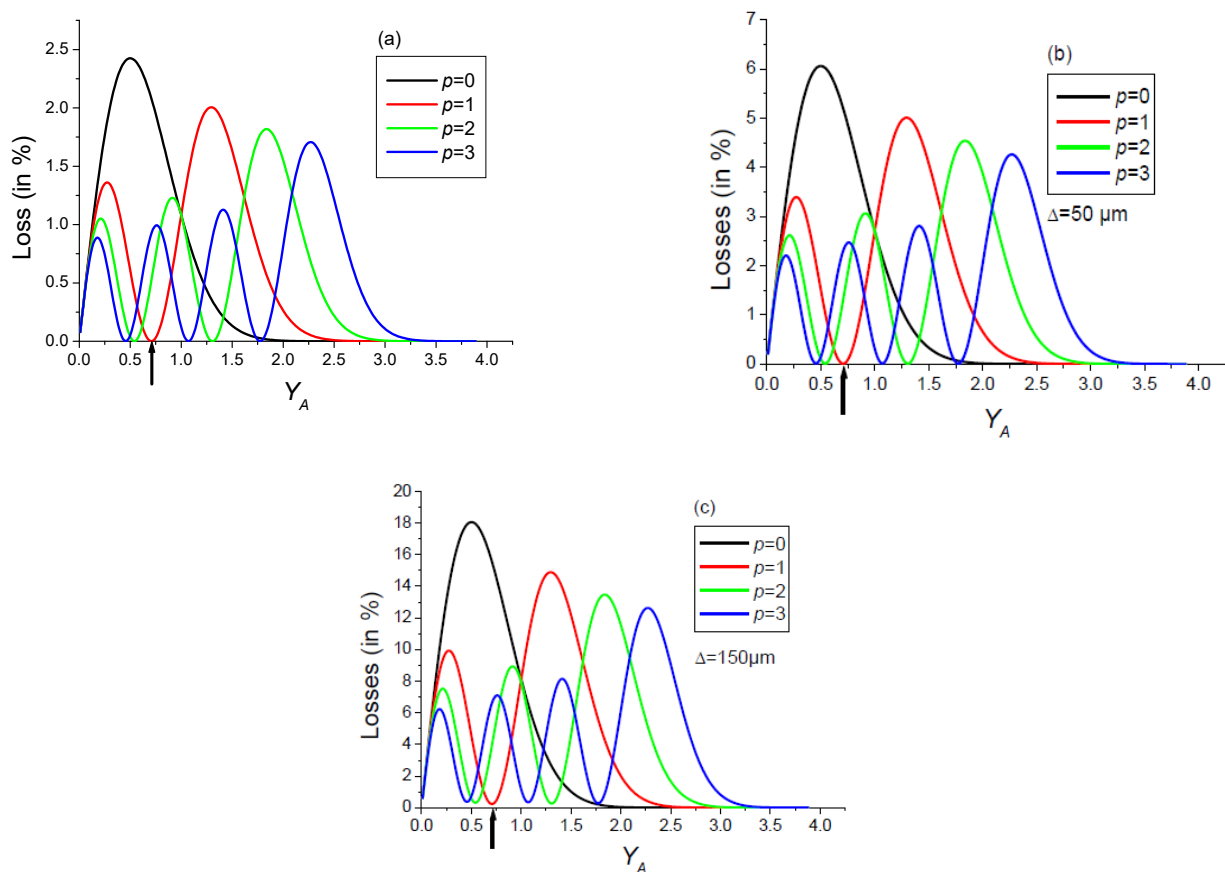 (a)
Loss (in %)
2.5
2.0
1.5
1.0
0.5
0.0
p=0
p=1
p=2
p=3
0.0 0.5 1.0 1.5 2.0 2.5 3.0 3.5 4.0
Y_A
(b)
Losses (in %)
7
6
5
4
3
2
1
0
p=0
p=1
p=2
p=3
Δ=50 µm
0.0 0.5 1.0 1.5 2.0 2.5 3.0 3.5 4.0
Y_A
(c)
Losses (in %)
20
18
16
14
12
10
8
6
4
2
0
p=0
p=1
p=2
p=3
Δ=150µm
0.0 0.5 1.0 1.5 2.0 2.5 3.0 3.5 4.0
Y_A